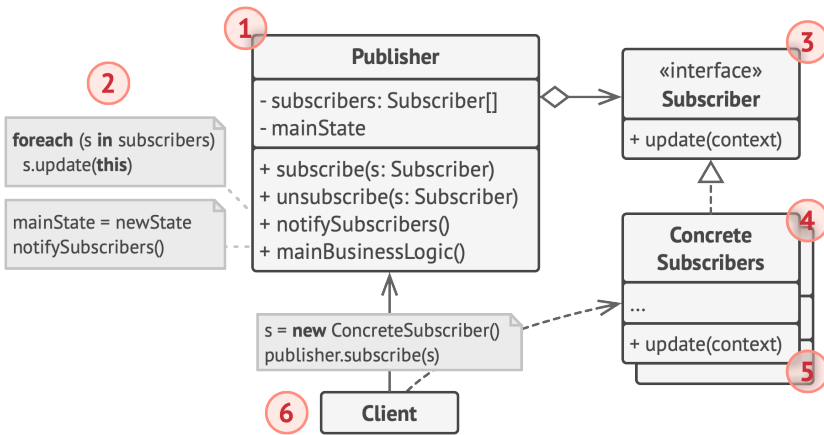 1
Publisher
- subscribers: Subscriber[]
- mainState
+ subscribe(s: Subscriber)
+ unsubscribe(s: Subscriber)
+ notifySubscribers()
+ mainBusinessLogic()
2
foreach (s in subscribers)
s.update(this)
mainState = newState
notifySubscribers()
3
«interface»
Subscriber
+ update(context)
4
Concrete
Subscribers
...
+ update(context)
5
s = new ConcreteSubscriber()
publisher.subscribe(s)
6
Client